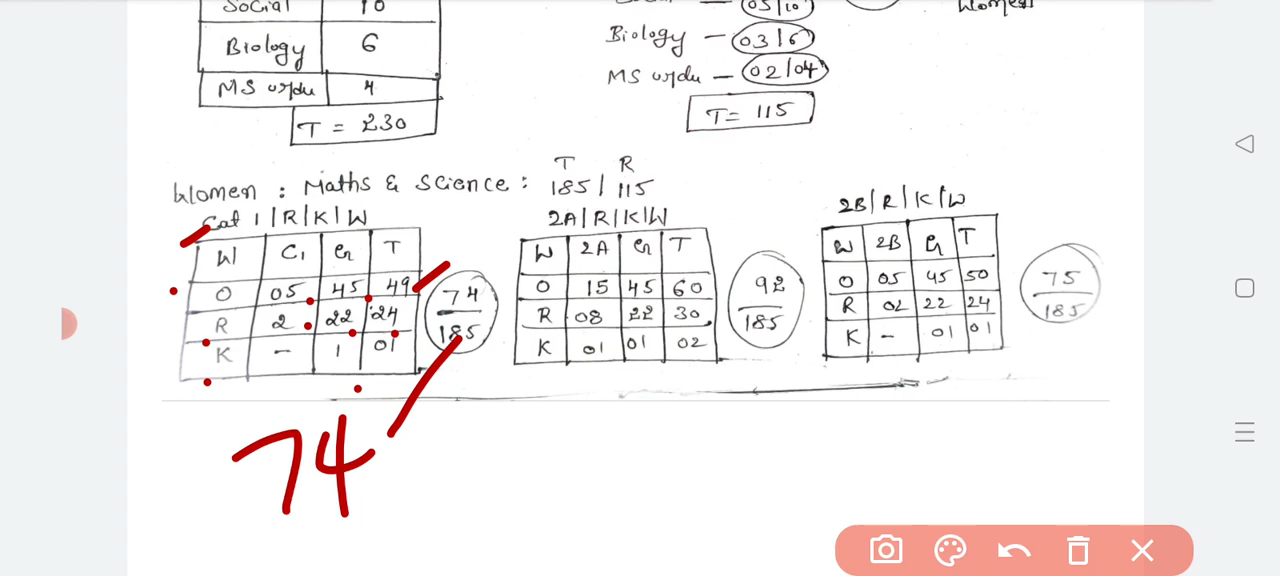 Social 10
Biology 6
MS urdu 4
T = 230
05/10
Women
Biology - 03/6
MS urdu - 02/04
T = 115
T R
Women : Maths & Science : 185/115
Cat 1/R/K/W
W C1 G T
O 05 45 49
R 2 22 24
K - 1 01
74/185
2A/R/K/W
W 2A G T
O 15 45 60
R 08 22 30
K 01 01 02
92/185
2B/R/K/W
W 2B G T
O 05 45 50
R 02 22 24
K - 01 01
75/185
74